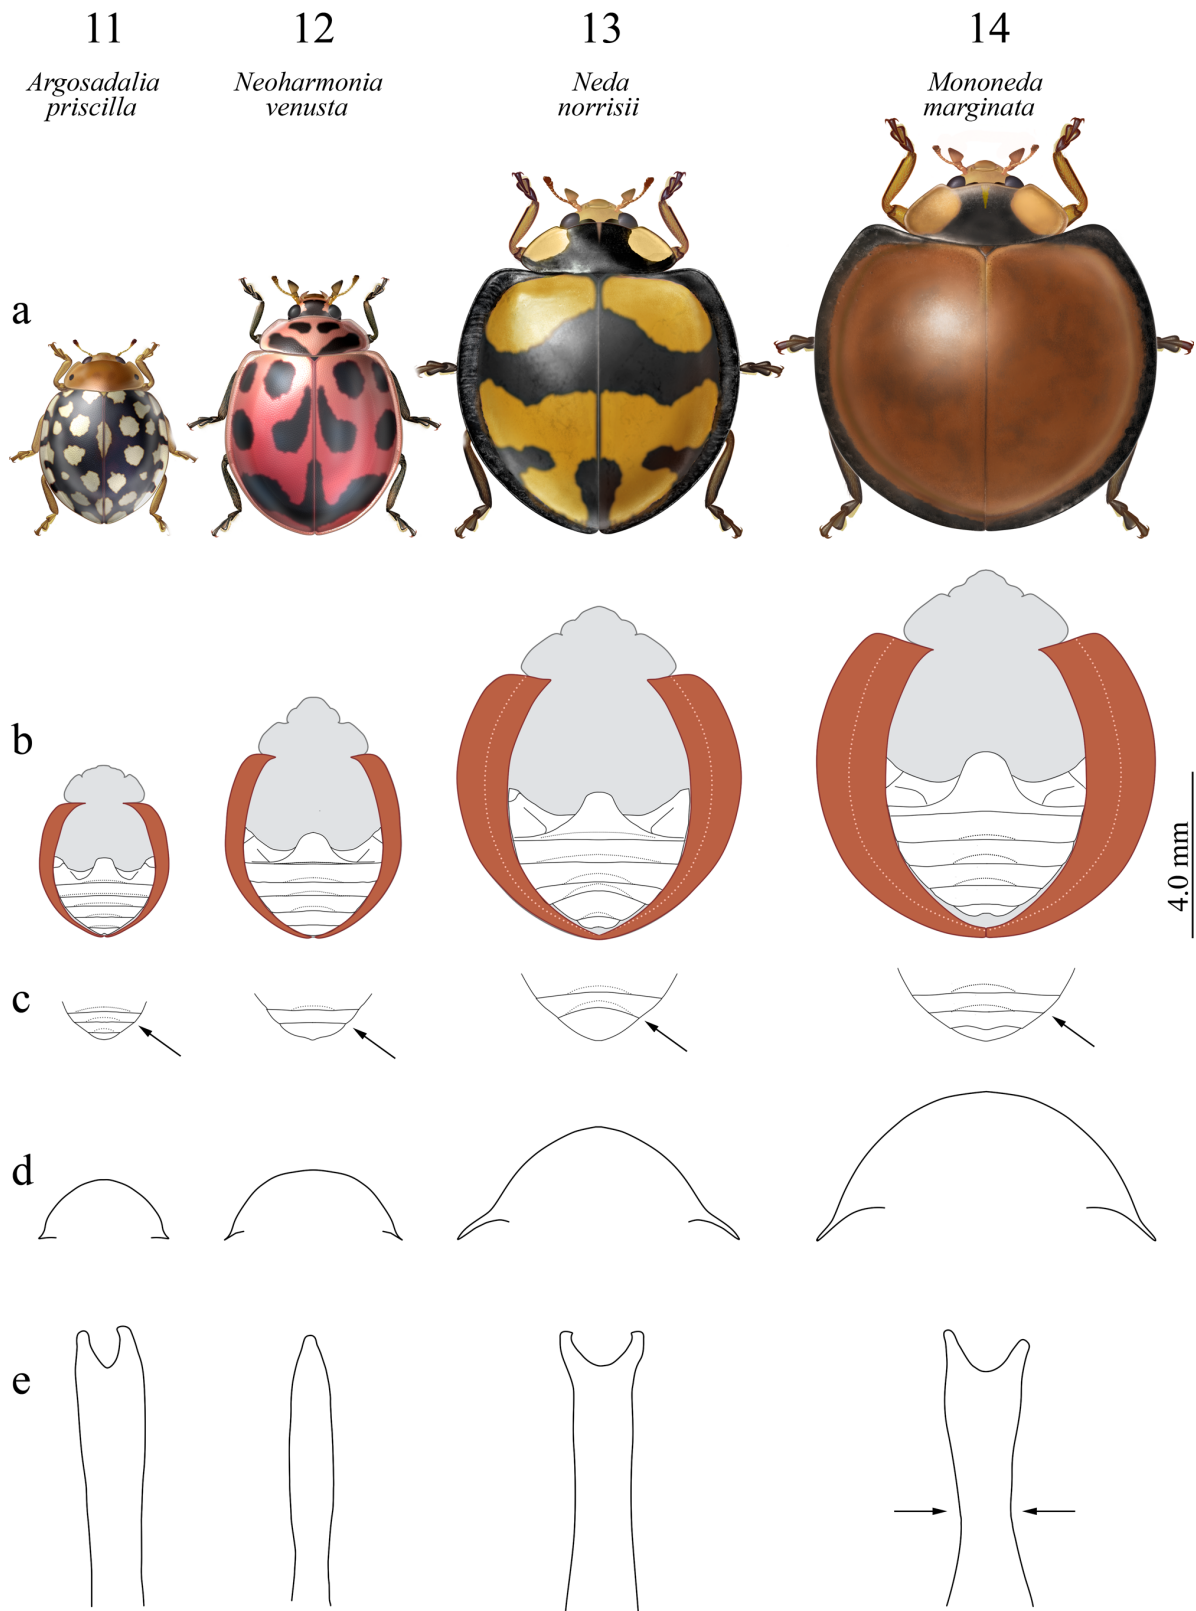 11 12 13 14
Argosadalia Neoharmonia Neda Mononeda
priscilla venusta norrisii marginata
a
b
4.0 mm
c
d
e